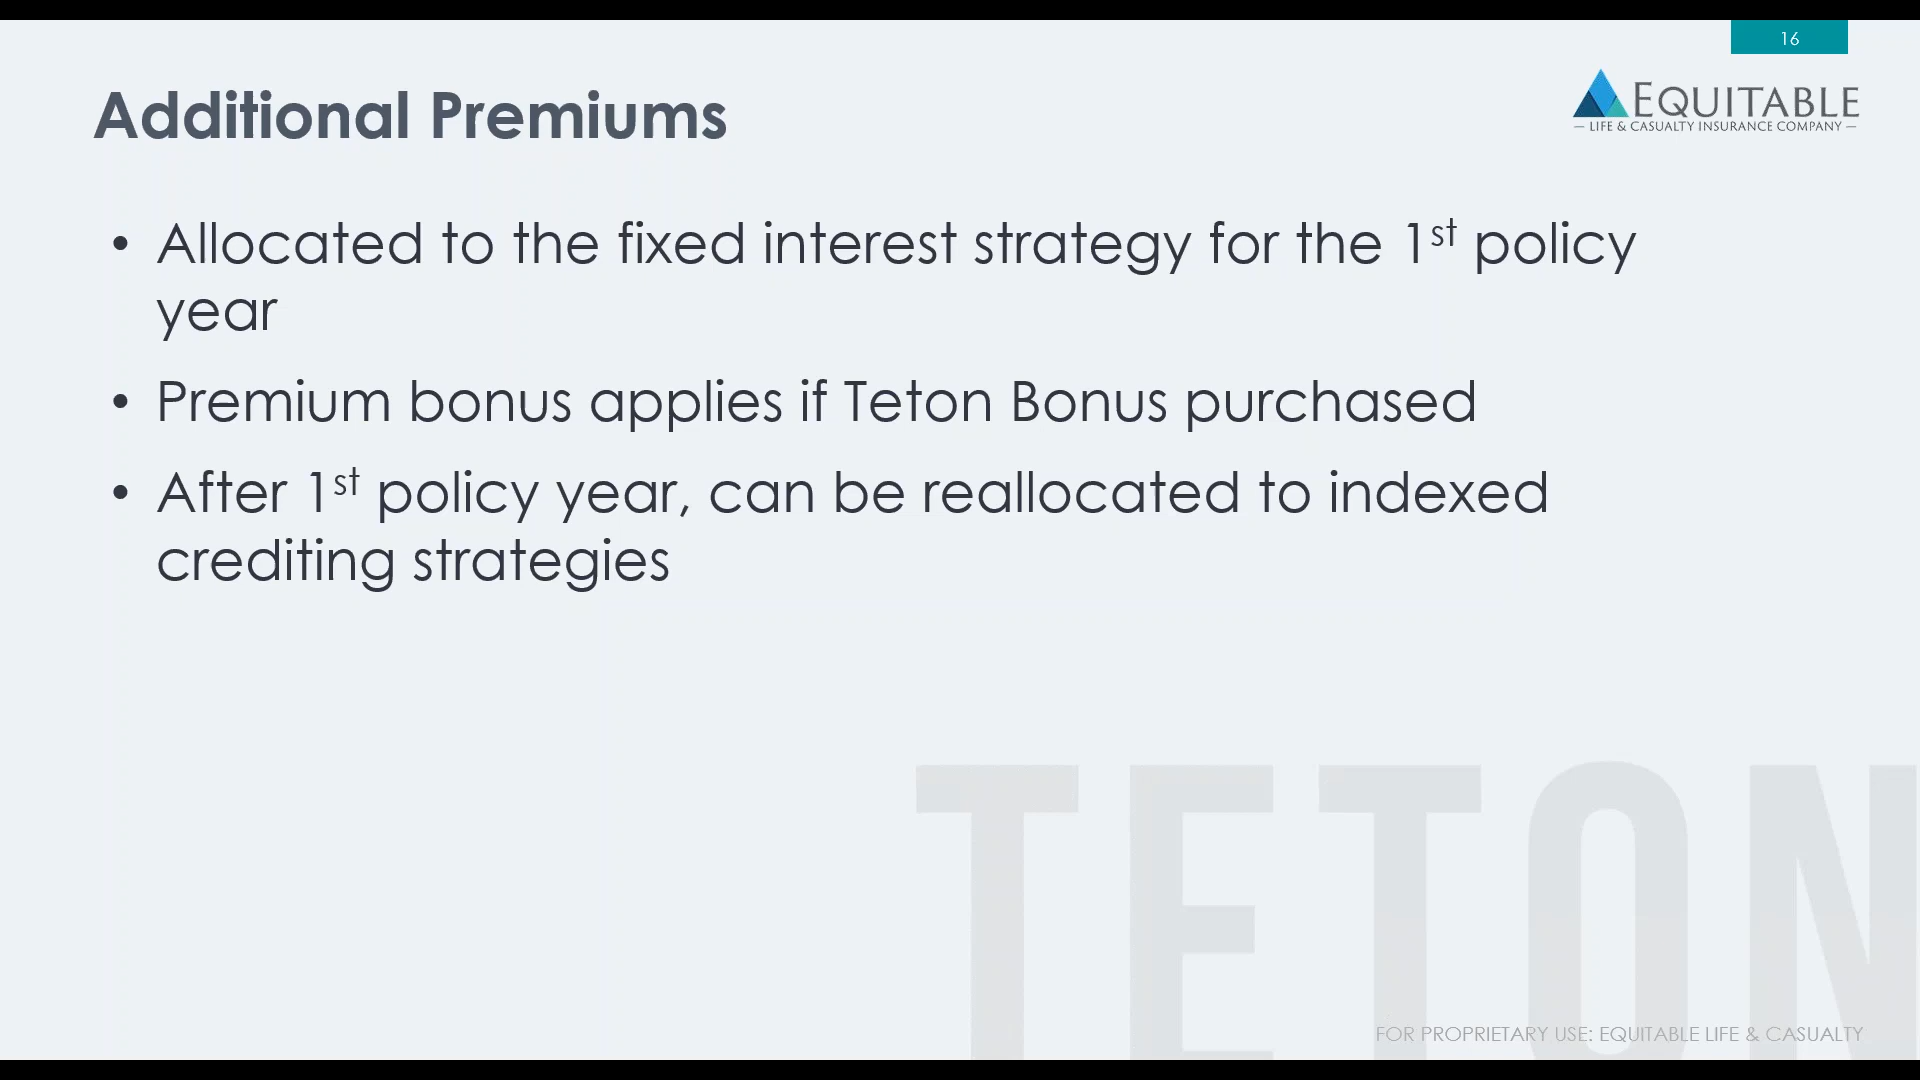 16
EQUITABLE
— LIFE & CASUALTY INSURANCE COMPANY —
Additional Premiums
• Allocated to the fixed interest strategy for the 1st policy
year
• Premium bonus applies if Teton Bonus purchased
• After 1st policy year, can be reallocated to indexed
crediting strategies
TETON
FOR PROPRIETARY USE: EQUITABLE LIFE & CASUALTY